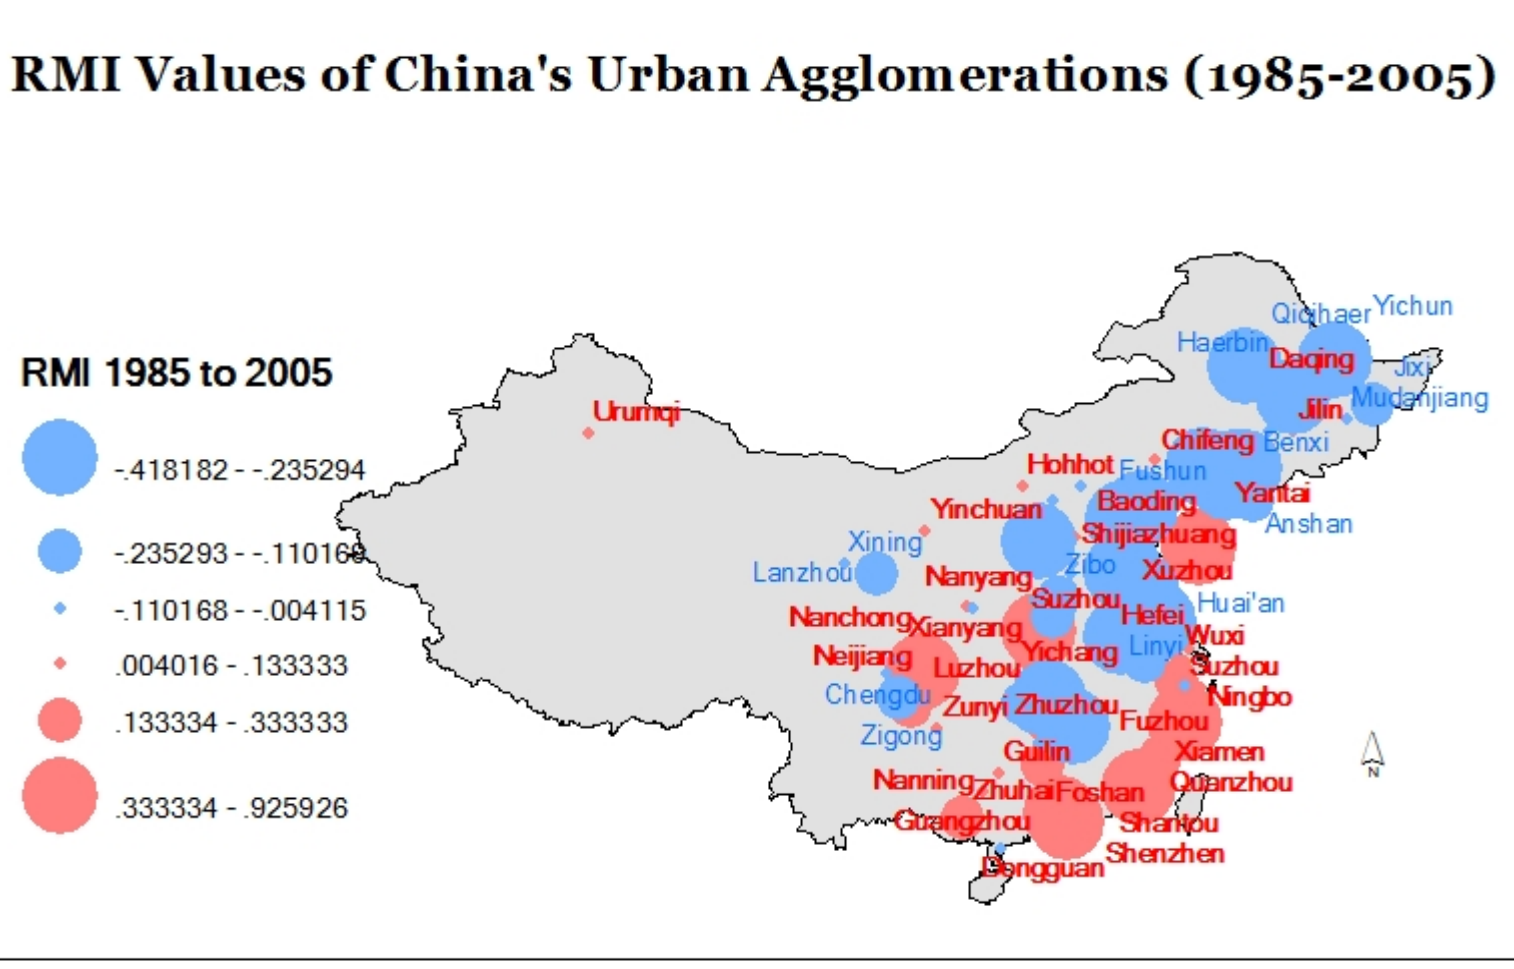 RMI Values of China's Urban Agglomerations (1985-2005)
RMI 1985 to 2005
-.418182 - -.235294
-.235293 - -.110168
-.110168 - -.004115
.004016 - .133333
.133334 - .333333
.333334 - .925926
Yichun
Qiqihaer
Haerbin
Daqing
Jixi
Mudanjiang
Jilin
Urumqi
Chifeng
Benxi
Hohhot
Fushun
Yantai
Baoding
Yinchuan
Anshan
Shijiazhuang
Xining
Zibo
Xuzhou
Lanzhou
Nanyang
Suzhou
Huai'an
Nanchong
Hefei
Xianyang
Wuxi
Linyi
Yichang
Neijiang
Luzhou
Suzhou
Chengdu
Ningbo
Zunyi
Zhuzhou
Fuzhou
Zigong
Guilin
Xiamen
Nanning
Zhuhai
Foshan
Quanzhou
Guangzhou
Shantou
Shenzhen
Dongguan
N